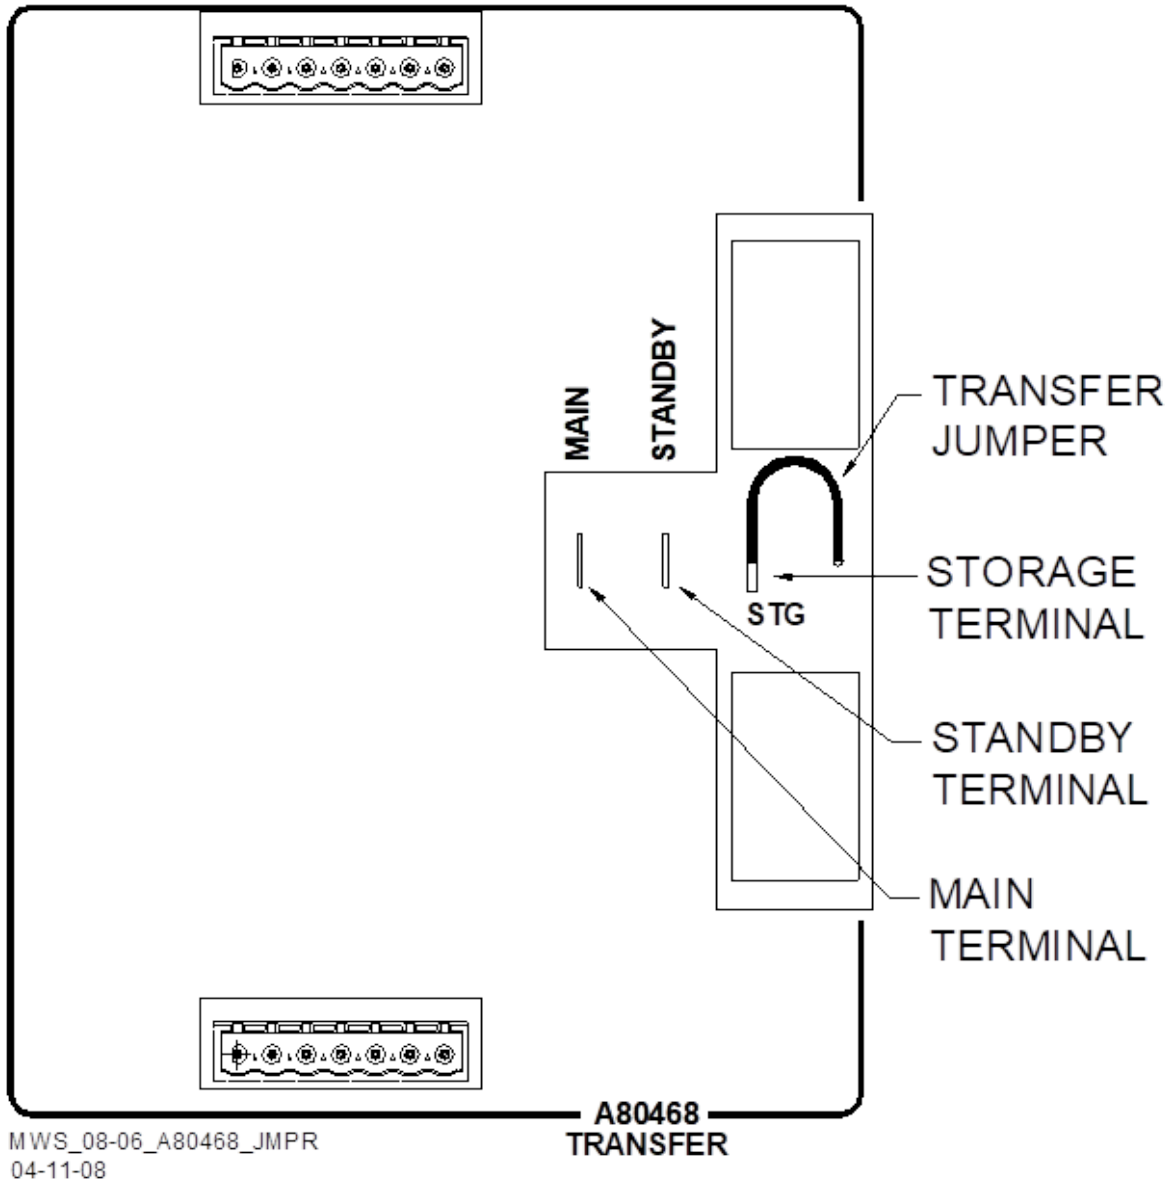 MAIN
STANDBY
TRANSFER
JUMPER
STORAGE
TERMINAL
STG
STANDBY
TERMINAL
MAIN
TERMINAL
A80468
TRANSFER
MWS_08-06_A80468_JMPR
04-11-08